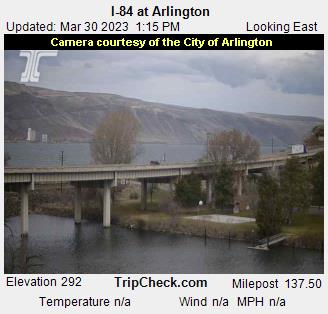 I-84 at Arlington
Updated: Mar 30 2023 1:15 PM Looking East
Camera courtesy of the City of Arlington
Elevation 292 TripCheck.com Milepost 137.50
Temperature n/a Wind n/a MPH n/a